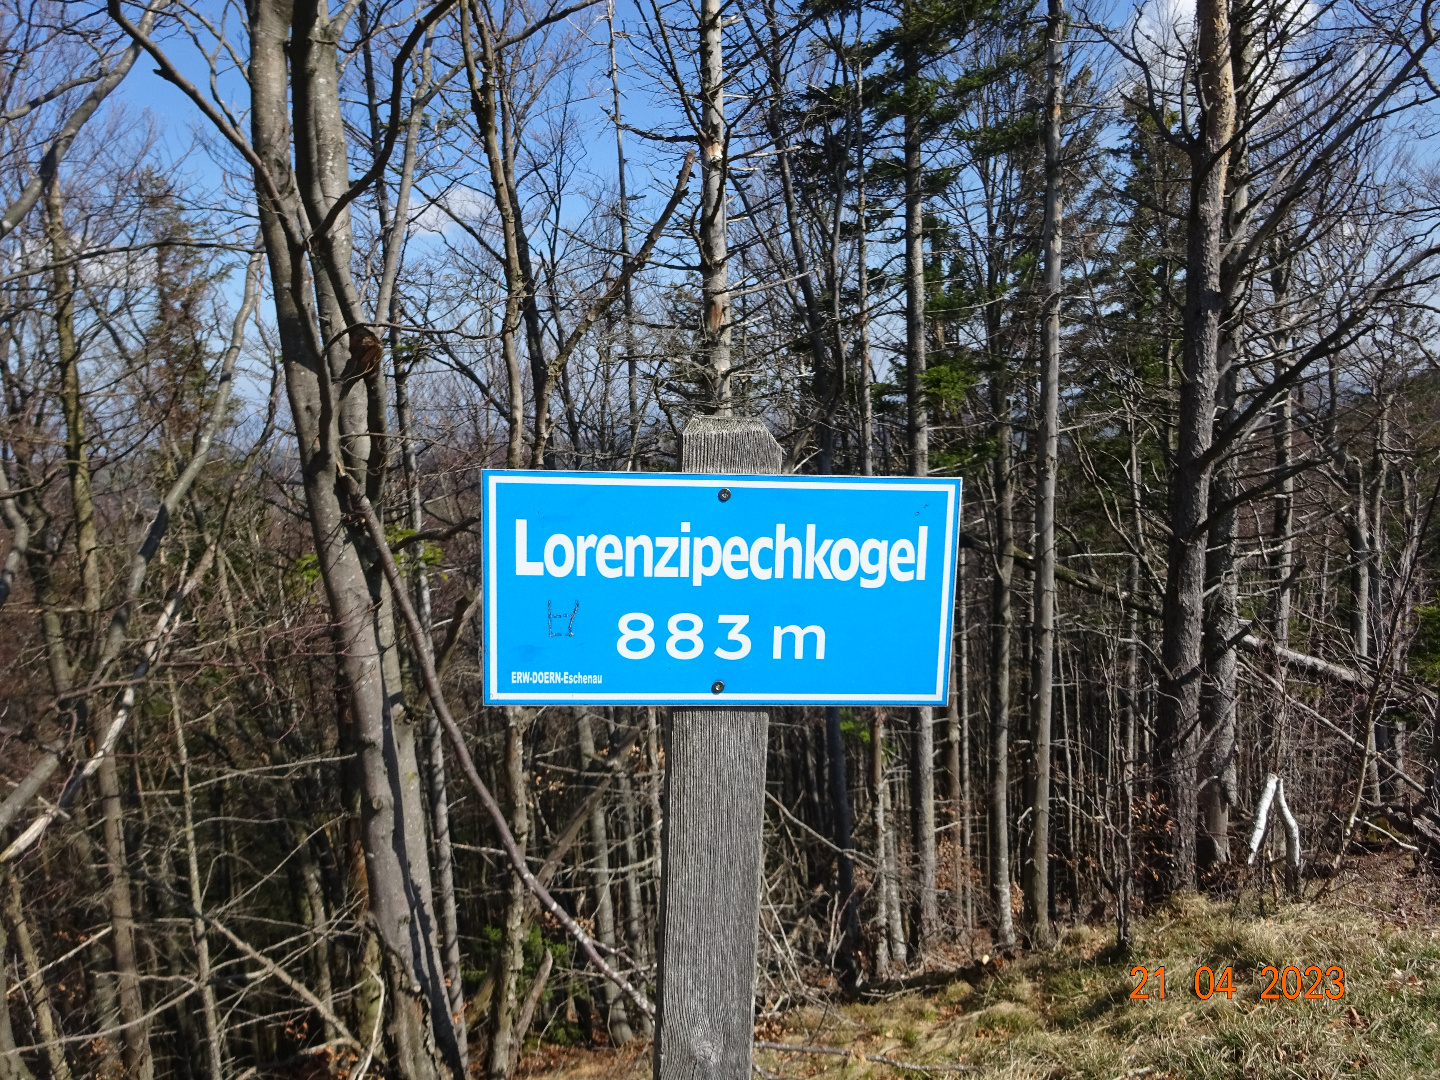 Lorenzipechkogel
883 m
ERW-DOERN-Eschenau
21 04 2023